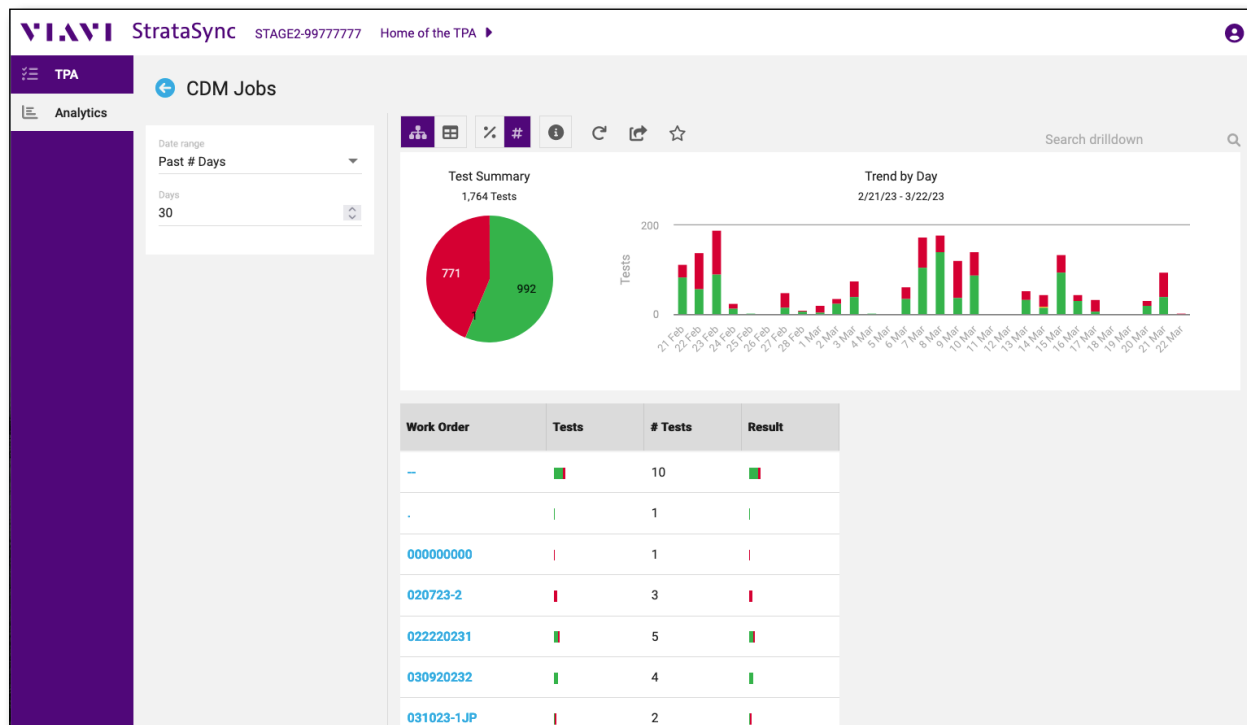 VIAVI StrataSync STAGE2-99777777 Home of the TPA
TPA
Analytics
CDM Jobs
Date range
Past # Days
Days
30
%
#
Search drilldown
Test Summary
1,764 Tests
771
992
1
Trend by Day
2/21/23 - 3/22/23
Tests
200
0
21 Feb
22 Feb
23 Feb
24 Feb
25 Feb
26 Feb
27 Feb
28 Feb
1 Mar
2 Mar
3 Mar
4 Mar
5 Mar
6 Mar
7 Mar
8 Mar
9 Mar
10 Mar
11 Mar
12 Mar
13 Mar
14 Mar
15 Mar
16 Mar
17 Mar
18 Mar
19 Mar
20 Mar
21 Mar
22 Mar
Work Order Tests # Tests Result
-- 10
. 1
000000000 1
020723-2 3
022220231 5
030920232 4
031023-1JP 2